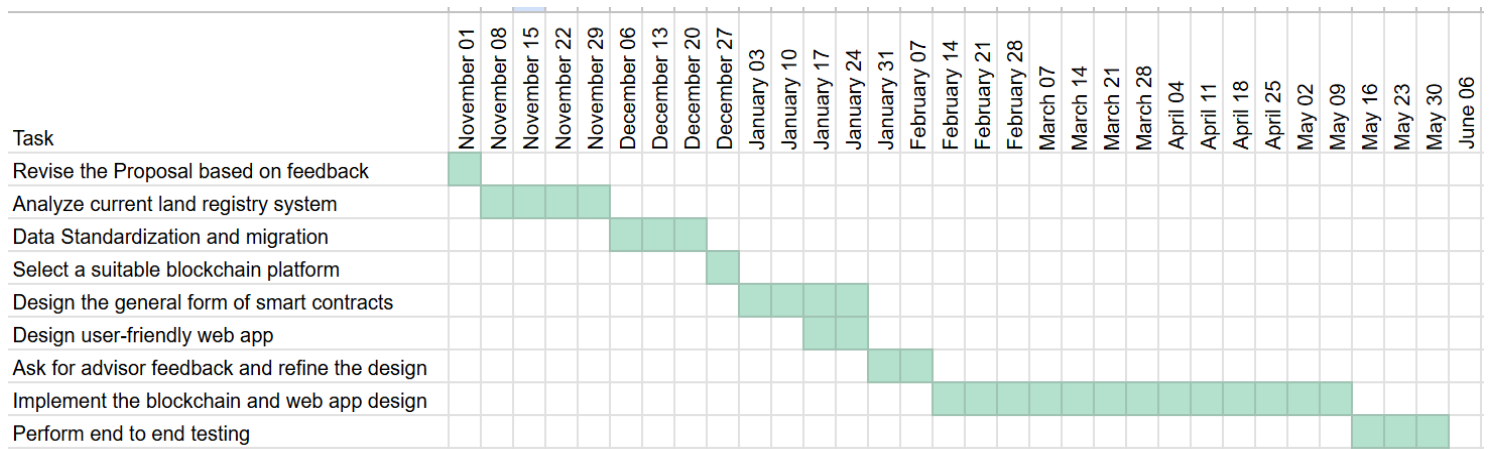 Task
November 01
November 08
November 15
November 22
November 29
December 06
December 13
December 20
December 27
January 03
January 10
January 17
January 24
January 31
February 07
February 14
February 21
February 28
March 07
March 14
March 21
March 28
April 04
April 11
April 18
April 25
May 02
May 09
May 16
May 23
May 30
June 06
Revise the Proposal based on feedback
Analyze current land registry system
Data Standardization and migration
Select a suitable blockchain platform
Design the general form of smart contracts
Design user-friendly web app
Ask for advisor feedback and refine the design
Implement the blockchain and web app design
Perform end to end testing